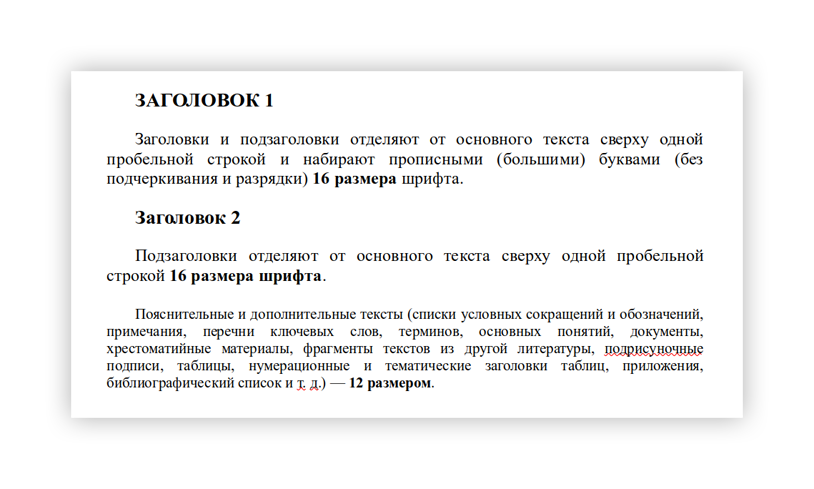 ЗАГОЛОВОК 1
Заголовки и подзаголовки отделяют от основного текста сверху одной
пробельной строкой и набирают прописными (большими) буквами (без
подчеркивания и разрядки) 16 размера шрифта.
Заголовок 2
Подзаголовки отделяют от основного текста сверху одной пробельной
строкой 16 размера шрифта.
Пояснительные и дополнительные тексты (списки условных сокращений и обозначений,
примечания, перечни ключевых слов, терминов, основных понятий, документы,
хрестоматийные материалы, фрагменты текстов из другой литературы, подрисуночные
подписи, таблицы, нумерационные и тематические заголовки таблиц, приложения,
библиографический список и т. д.) — 12 размером.